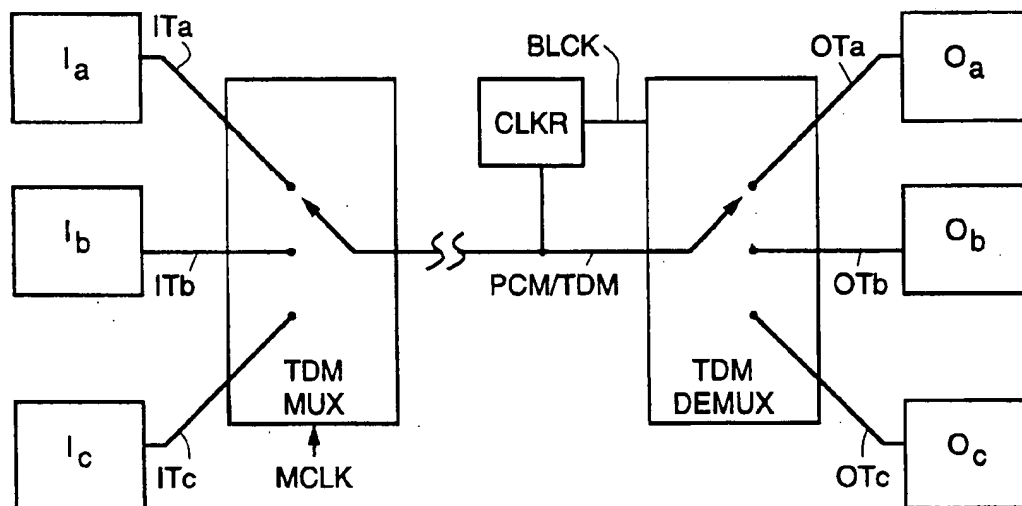 ITa
BLCK
OTa
Ia
CLKR
Oa
Ib
ITb
PCM/TDM
OTb
Ob
TDM
MUX
TDM
DEMUX
Ic
ITc
MCLK
OTc
Oc